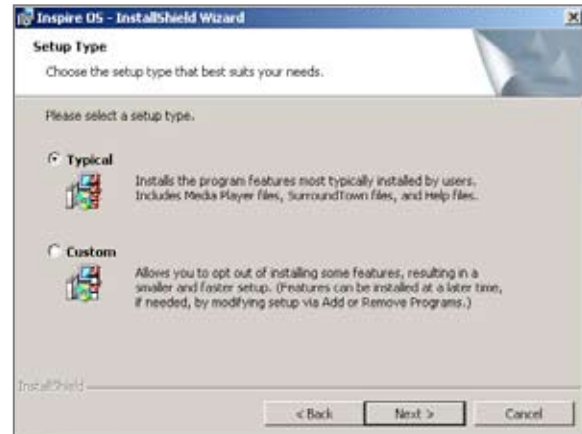 Inspire OS - InstallShield Wizard
Setup Type
Choose the setup type that best suits your needs.
Please select a setup type.
Typical
Installs the program features most typically installed by users.
Includes Media Player files, SurroundTown files, and Help files.
Custom
Allows you to opt out of installing some features, resulting in a
smaller and faster setup. (Features can be installed at a later time,
if needed, by modifying setup via Add or Remove Programs.)
InstallShield
< Back
Next >
Cancel